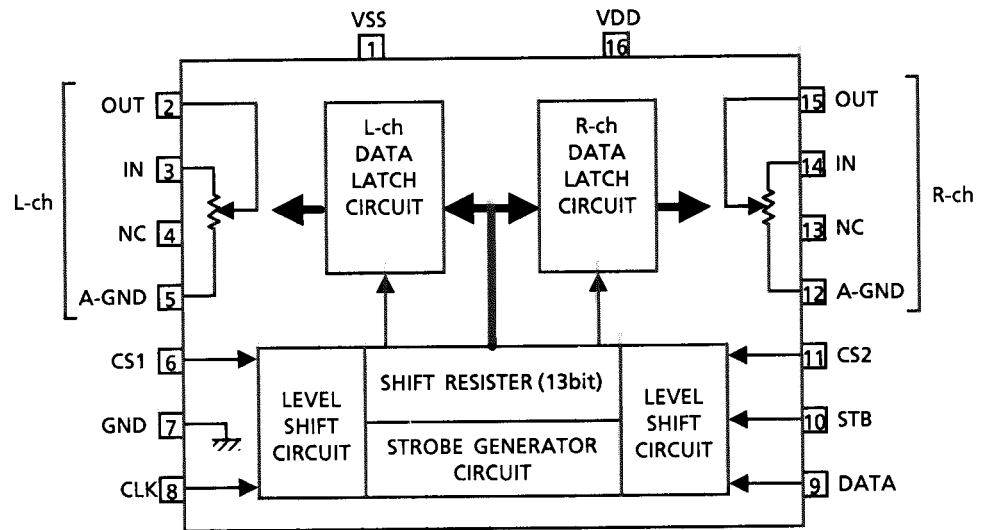 VSS
1
VDD
16
L-ch
OUT 2
IN 3
NC 4
A-GND 5
CS1 6
GND 7
CLK 8
L-ch
DATA
LATCH
CIRCUIT
R-ch
DATA
LATCH
CIRCUIT
LEVEL
SHIFT
CIRCUIT
SHIFT RESISTER (13bit)
STROBE GENERATOR
CIRCUIT
LEVEL
SHIFT
CIRCUIT
15 OUT
14 IN
13 NC
12 A-GND
11 CS2
10 STB
9 DATA
R-ch